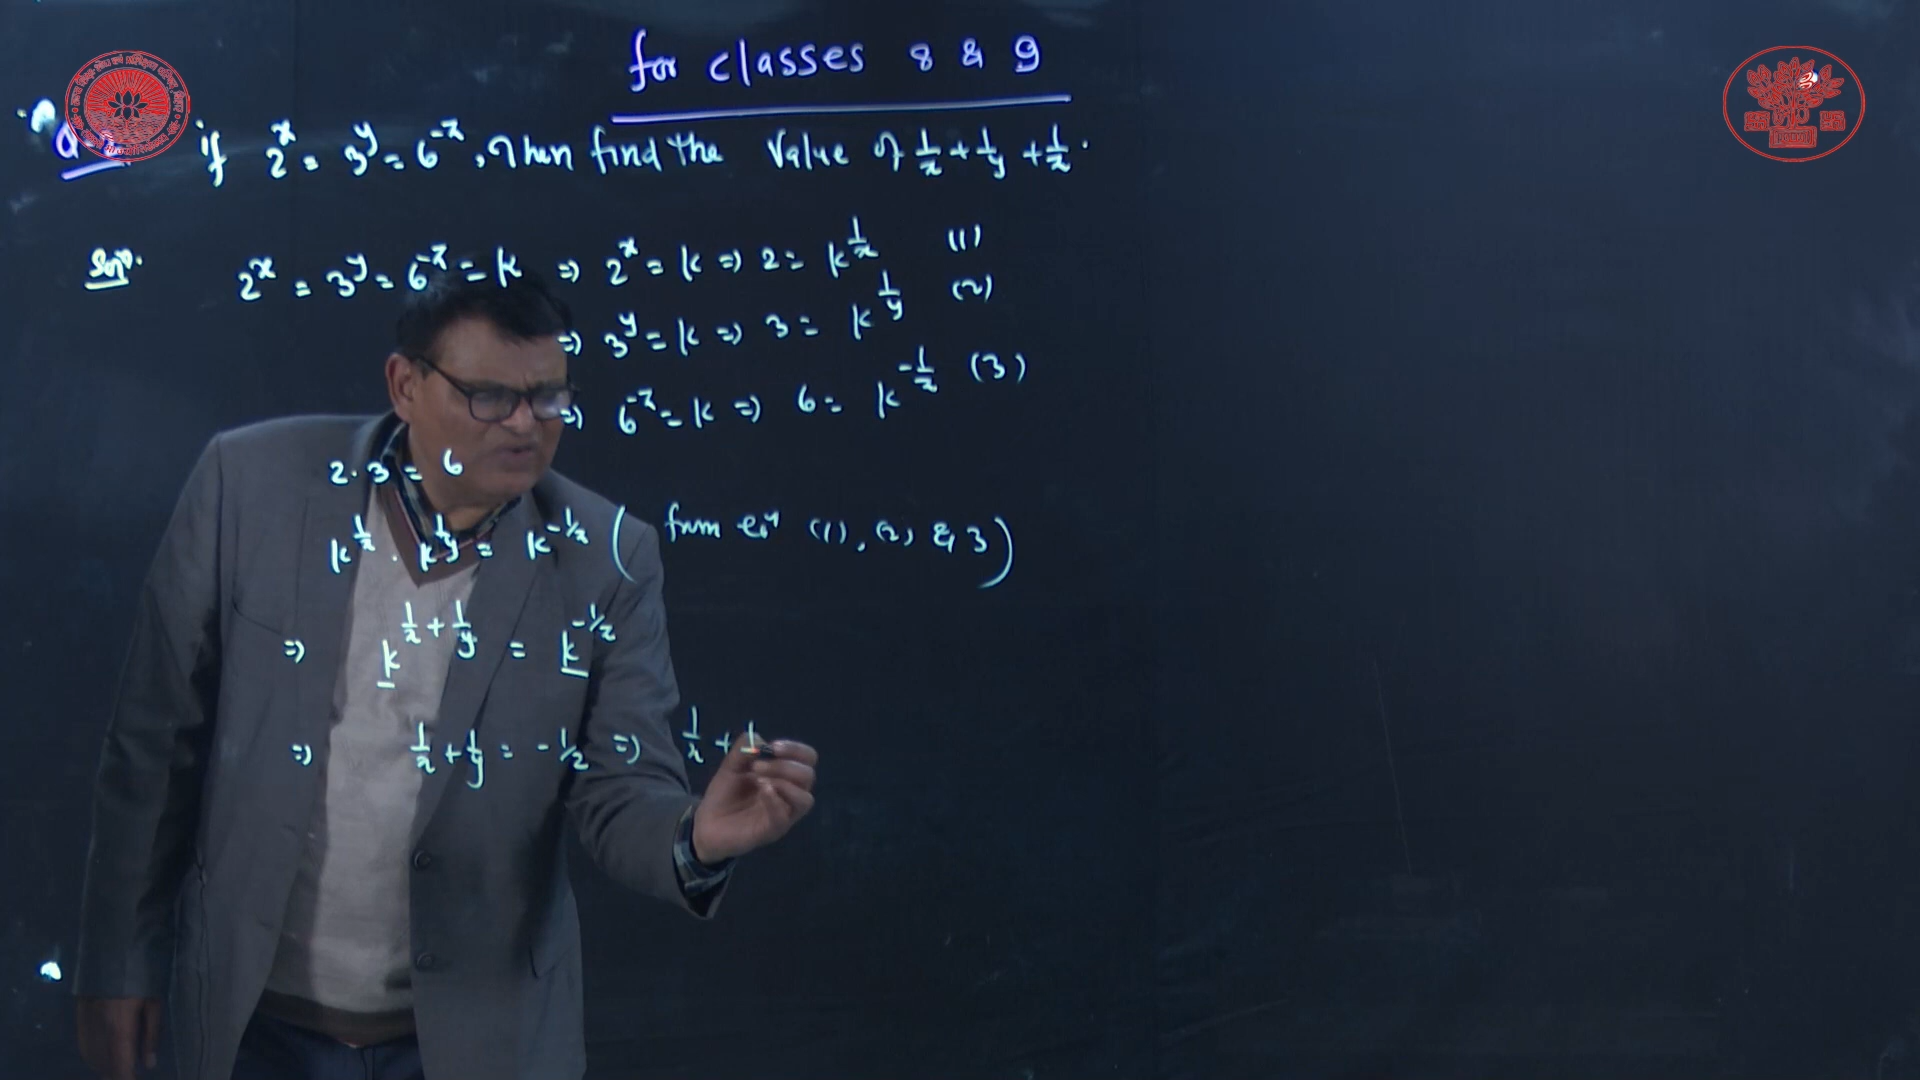 for classes 8 & 9
if 2^x = 3^y = 6^-z, Then find the Value of 1/x + 1/y + 1/z.
Soln. 2^x = 3^y = 6^-z = k => 2^x = k => 2 = k^1/x (1)
=> 3^y = k => 3 = k^1/y (2)
=> 6^-z = k => 6 = k^-1/z (3)
2 . 3 = 6
k^1/x . k^1/y = k^-1/z ( from eqn (1), (2) & 3)
=> k^1/x + 1/y = k^-1/z
=> 1/x + 1/y = -1/z => 1/x + 1